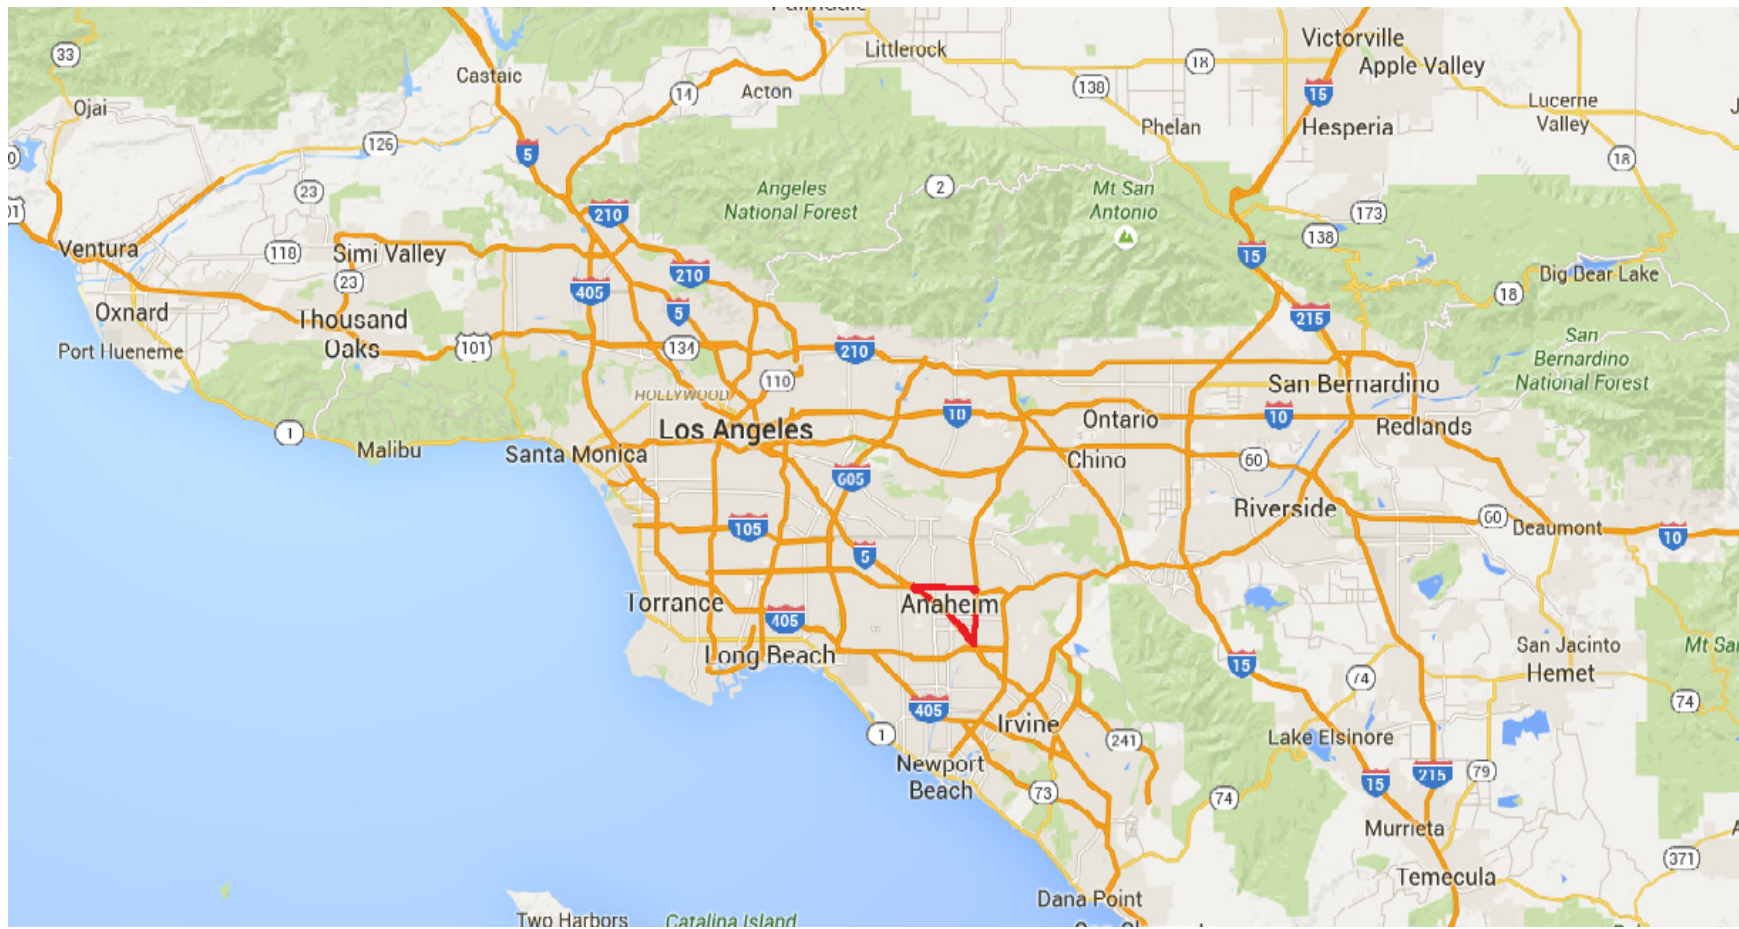 Palmdale
Victorville
33
Littlerock
18
Apple Valley
Castaic
14
Acton
138
15
Lucerne
Valley
Ojai
126
Phelan
Hesperia
5
18
23
Angeles
National Forest
2
Mt San
Antonio
210
173
101
Ventura
118
Simi Valley
138
15
23
210
Big Bear Lake
405
18
Oxnard
Thousand
Oaks
5
215
San
Bernardino
National Forest
Port Hueneme
101
134
210
110
HOLLYWOOD
San Bernardino
10
Ontario
10
Redlands
1
Los Angeles
Malibu
Santa Monica
Chino
60
605
Riverside
60
Beaumont
105
10
5
Torrance
Anaheim
405
Long Beach
San Jacinto
Hemet
15
74
74
405
Irvine
1
241
Lake Elsinore
Newport
Beach
73
74
15
215
79
Murrieta
371
Temecula
Dana Point
Two Harbors
Catalina Island